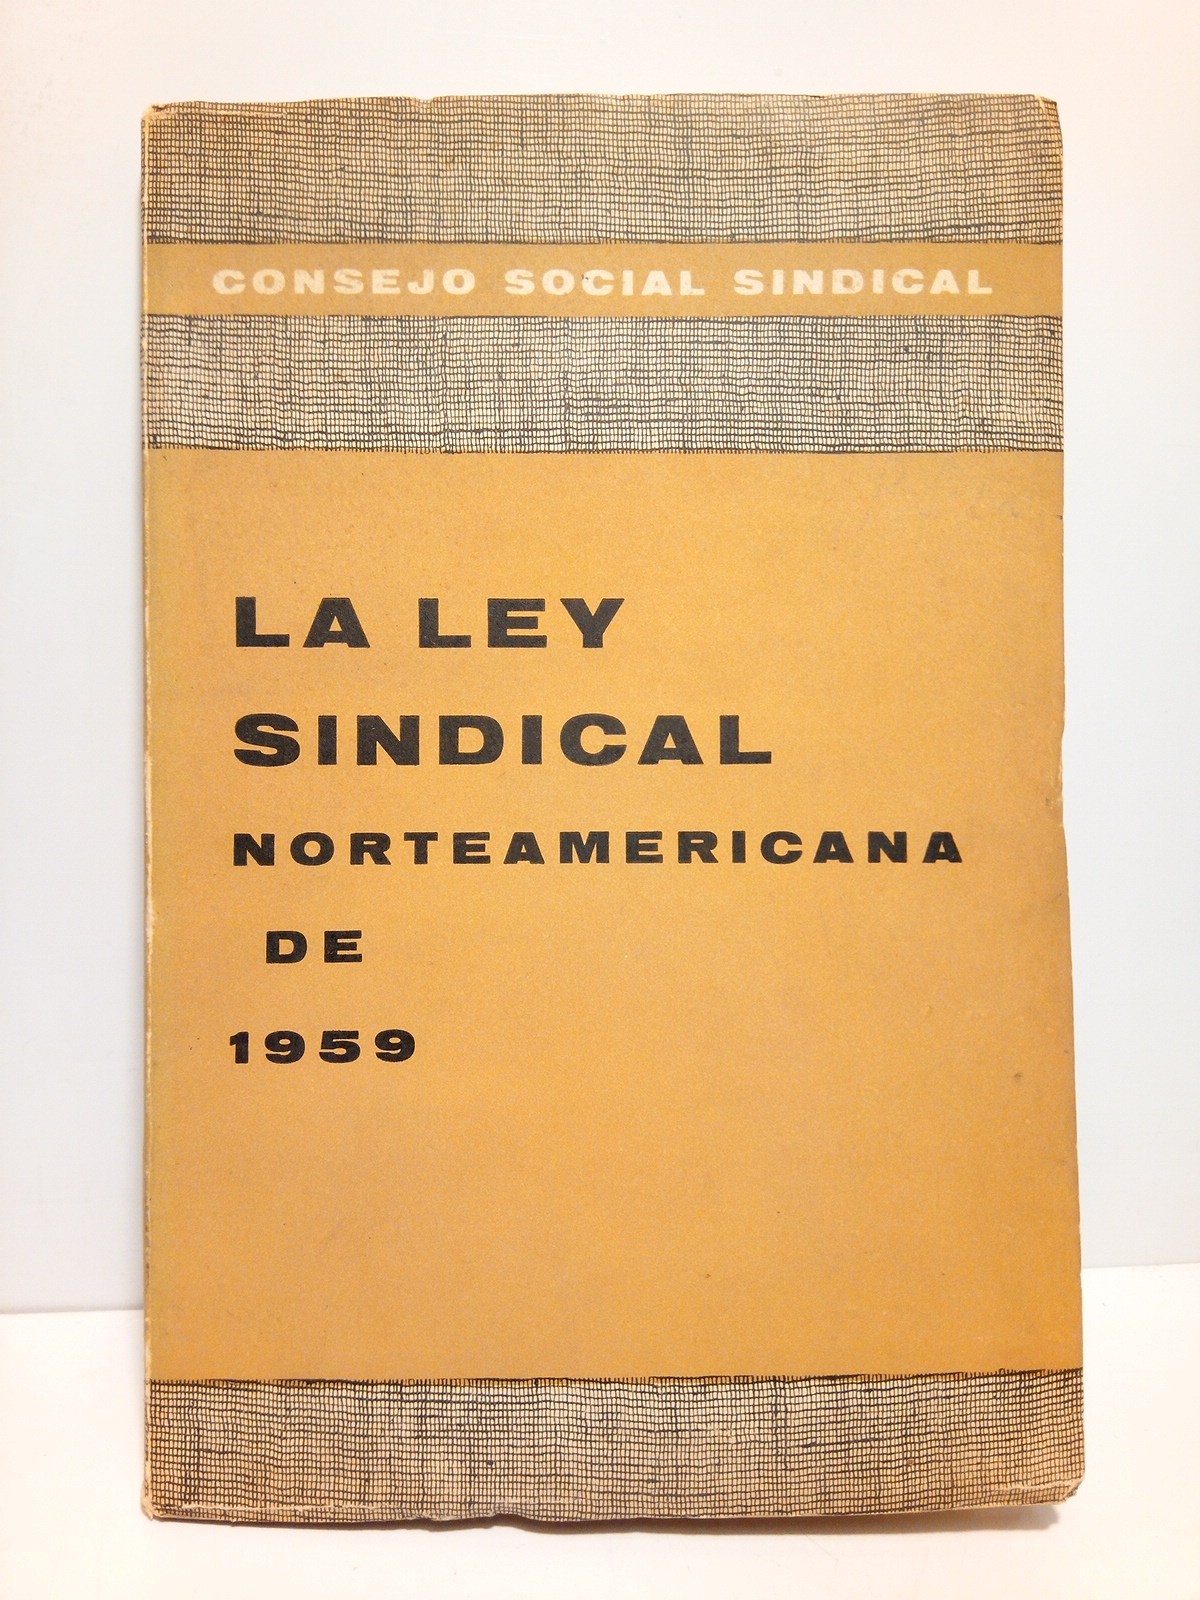 CONSEJO SOCIAL SINDICAL
LA LEY
SINDICAL
NORTEAMERICANA
DE
1959